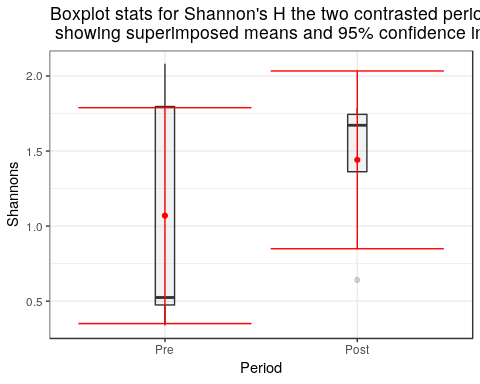 Boxplot stats for Shannon's H the two contrasted
showing superimposed means and 95% confidence
2.0
1.5
1.0
0.5
Shannons
Pre
Post
Period